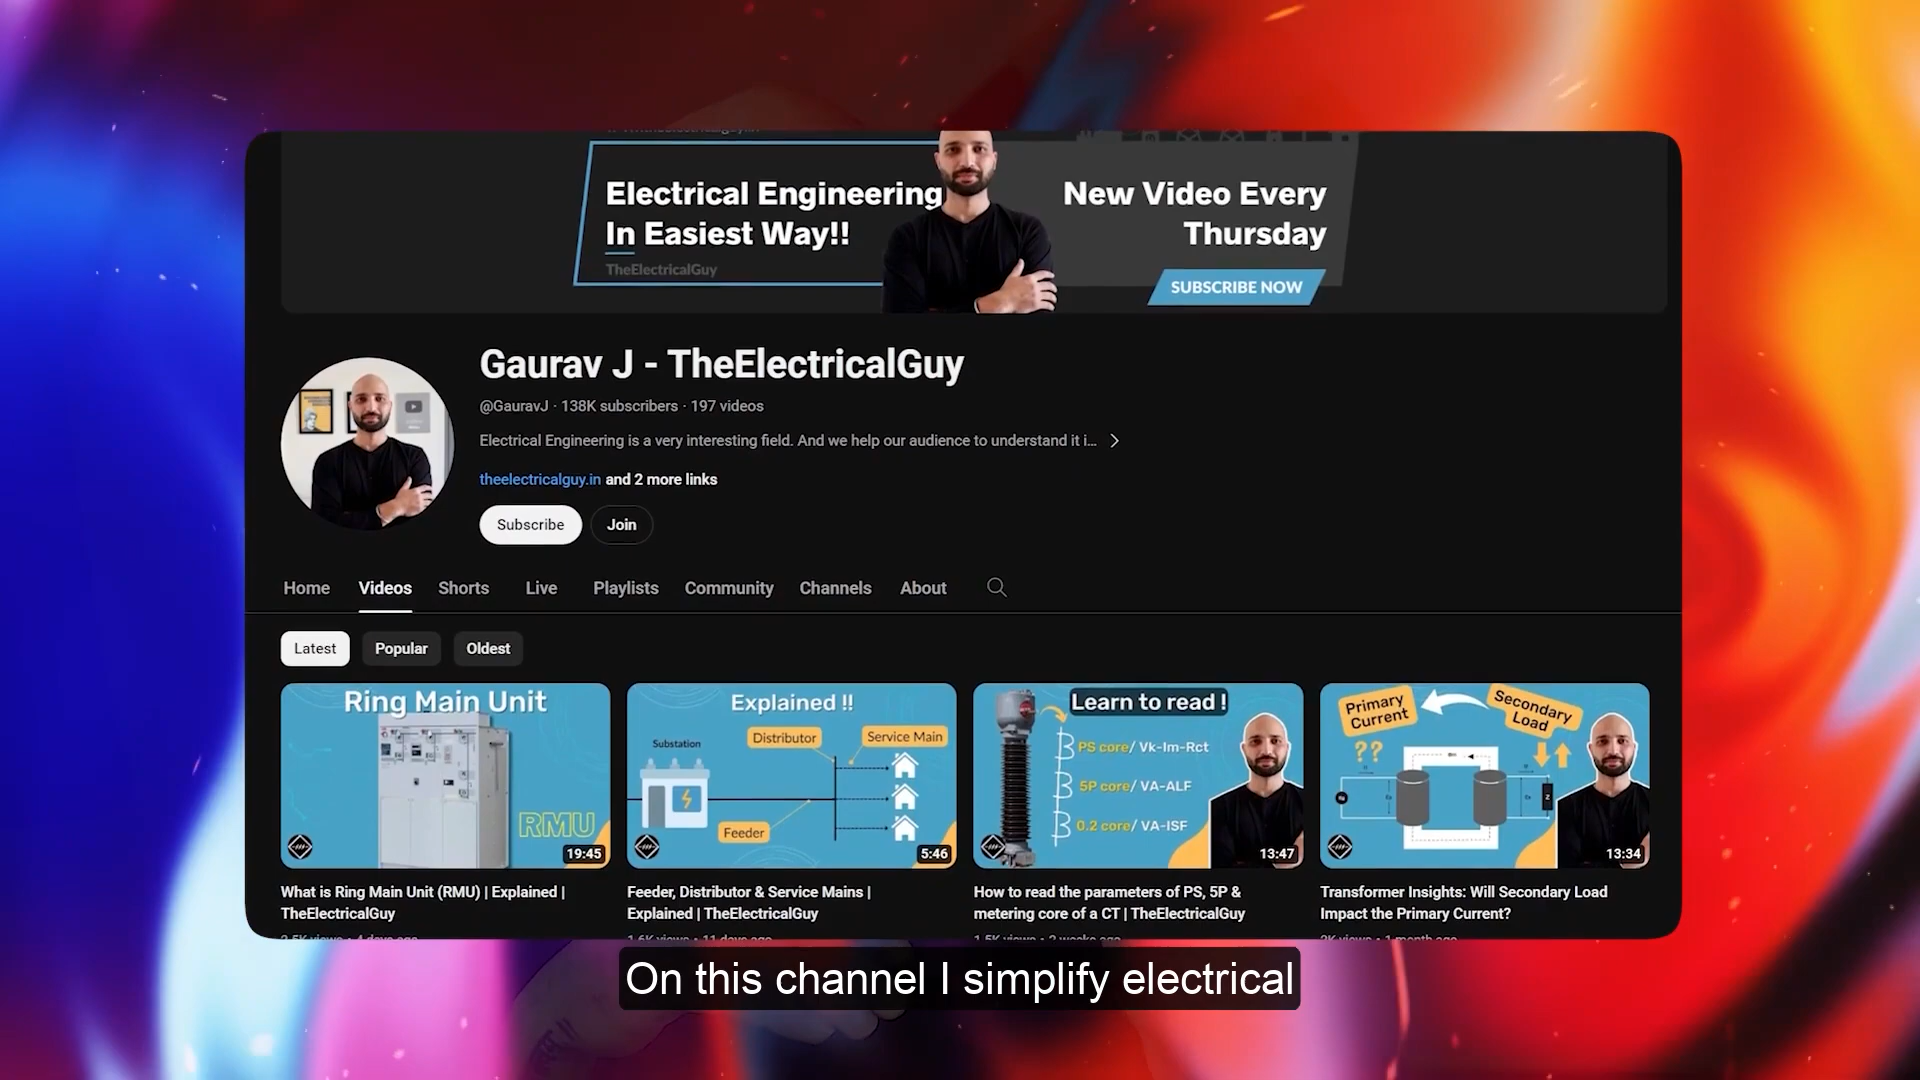 Electrical Engineering
In Easiest Way!!
TheElectricalGuy
New Video Every
Thursday
SUBSCRIBE NOW
Gaurav J - TheElectricalGuy
@GauravJ · 138K subscribers · 197 videos
Electrical Engineering is a very interesting field. And we help our audience to understand it i...
theelectricalguy.in and 2 more links
Subscribe
Join
Home Videos Shorts Live Playlists Community Channels About
Latest Popular Oldest
Ring Main Unit
RMU
19:45
What is Ring Main Unit (RMU) | Explained |
TheElectricalGuy
Explained !!
Substation
Distributor
Service Main
Feeder
5:46
Feeder, Distributor & Service Mains |
Explained | TheElectricalGuy
Learn to read !
PS core/ Vk-Im-Rct
5P core/ VA-ALF
0.2 core/ VA-ISF
13:47
How to read the parameters of PS, 5P &
metering core of a CT | TheElectricalGuy
Primary
Current
??
Secondary
Load
13:34
Transformer Insights: Will Secondary Load
Impact the Primary Current?
On this channel I simplify electrical